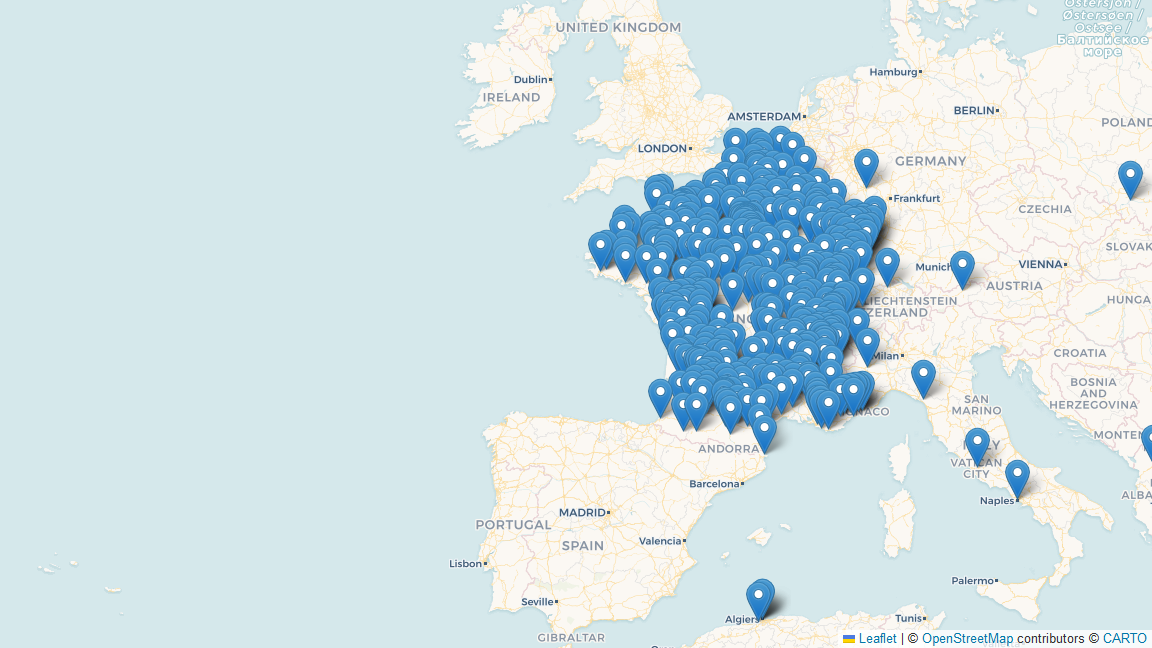 Østersjön /
Østersøen /
Ostsee /
Балтийское
море
UNITED KINGDOM
Hamburg
Dublin
IRELAND
BERLIN
AMSTERDAM
POLAND
LONDON
GERMANY
Frankfurt
CZECHIA
SLOVAK
Munich
VIENNA
AUSTRIA
LIECHTENSTEIN
ZERLAND
HUNGA
Milan
CROATIA
BOSNIA
AND
HERZEGOVINA
SAN
MARINO
ONACO
MONTEN
ANDORRA
VATICAN
CITY
Barcelona
ALBA
Naples
MADRID
PORTUGAL
SPAIN
Valencia
Lisbon
Palermo
Seville
Algiers
Tunis
GIBRALTAR
Leaflet | © OpenStreetMap contributors © CARTO